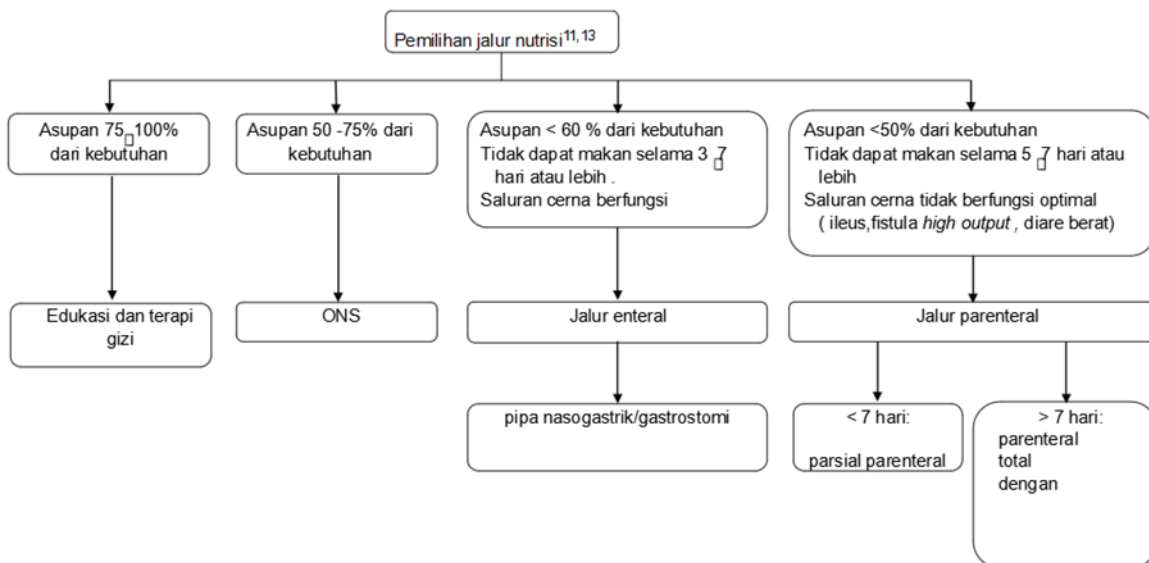 Pemilihan jalur nutrisi11, 13
Asupan 75▯100%
dari kebutuhan
Asupan 50 -75% dari
kebutuhan
Asupan < 60 % dari kebutuhan
Tidak dapat makan selama 3 ▯7
hari atau lebih .
Saluran cerna berfungsi
Asupan <50% dari kebutuhan
Tidak dapat makan selama 5 ▯7 hari atau
lebih
Saluran cerna tidak berfungsi optimal
( ileus,fistula high output , diare berat)
Edukasi dan terapi
gizi
ONS
Jalur enteral
Jalur parenteral
pipa nasogastrik/gastrostomi
< 7 hari:
parsial parenteral
> 7 hari:
parenteral
total
dengan